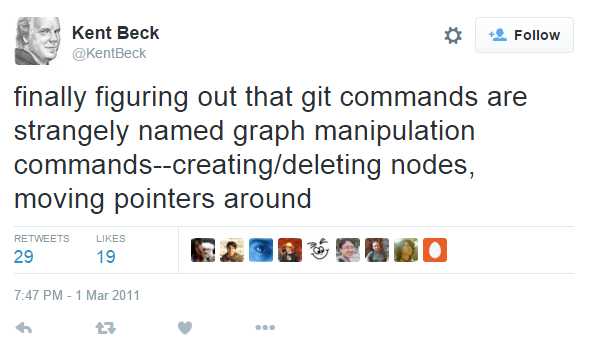 Kent Beck
@KentBeck
Follow
finally figuring out that git commands are
strangely named graph manipulation
commands--creating/deleting nodes,
moving pointers around
RETWEETS LIKES
29 19
7:47 PM - 1 Mar 2011